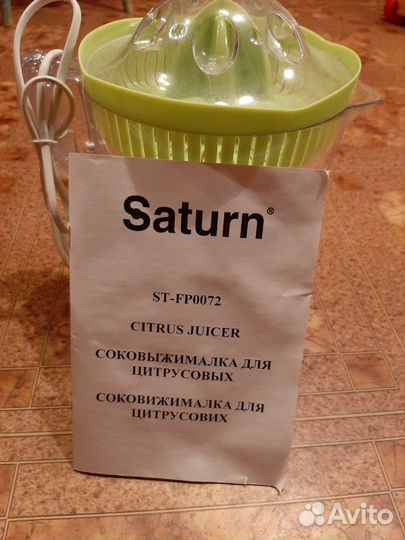 Saturn®
ST-FP0072
CITRUS JUICER
СОКОВЫЖИМАЛКА ДЛЯ
ЦИТРУСОВЫХ
СОКОВИЖИМАЛКА ДЛЯ
ЦИТРУСОВИХ
Avito